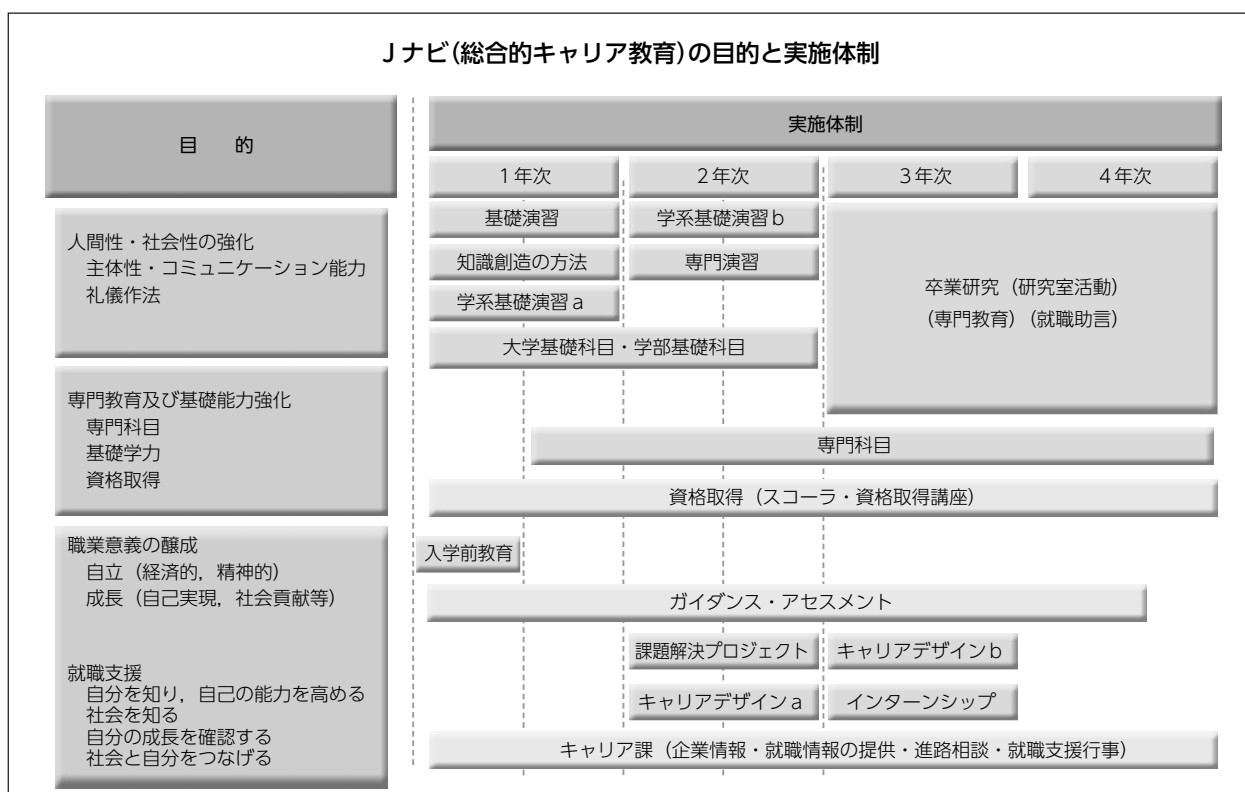 Jナビ（総合的キャリア教育）の目的と実施体制
目　的
人間性・社会性の強化
主体性・コミュニケーション能力
礼儀作法
専門教育及び基礎能力強化
専門科目
基礎学力
資格取得
職業意義の醸成
自立（経済的，精神的）
成長（自己実現，社会貢献等）
就職支援
自分を知り，自己の能力を高める
社会を知る
自分の成長を確認する
社会と自分をつなげる
実施体制
1年次
2年次
3年次
4年次
基礎演習
学系基礎演習b
知識創造の方法
専門演習
学系基礎演習a
大学基礎科目・学部基礎科目
卒業研究（研究室活動）
（専門教育）（就職助言）
専門科目
資格取得（スコーラ・資格取得講座）
入学前教育
ガイダンス・アセスメント
課題解決プロジェクト
キャリアデザインb
キャリアデザインa
インターンシップ
キャリア課（企業情報・就職情報の提供・進路相談・就職支援行事）